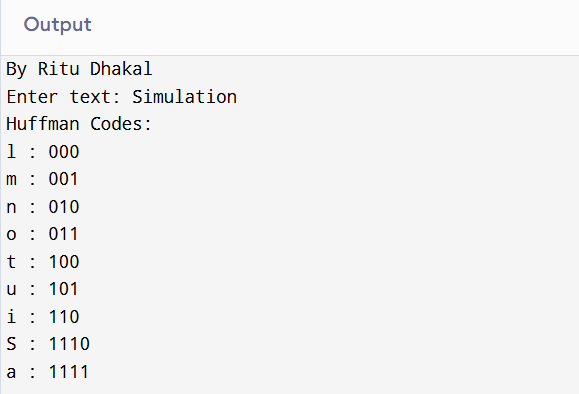 Output
By Ritu Dhakal
Enter text: Simulation
Huffman Codes:
l : 000
m : 001
n : 010
o : 011
t : 100
u : 101
i : 110
S : 1110
a : 1111